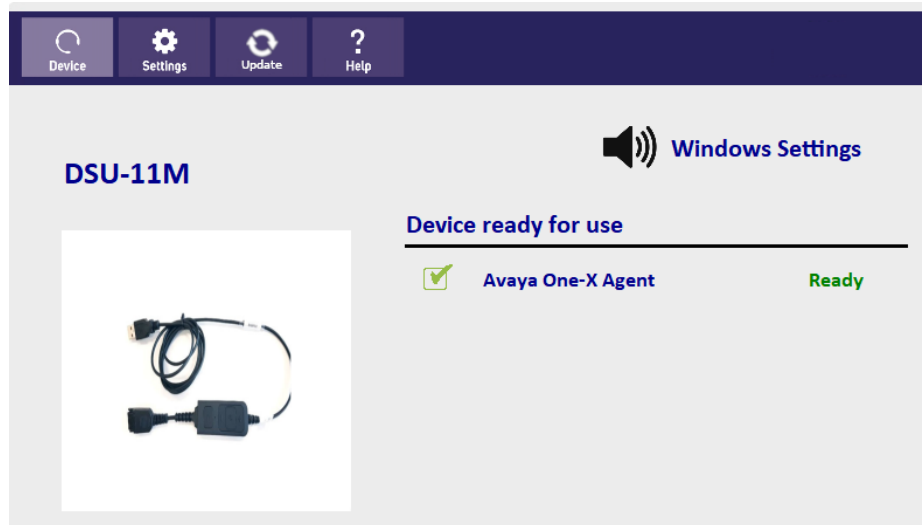 Device
Settings
Update
?
Help
Windows Settings
DSU-11M
Device ready for use
Avaya One-X Agent Ready